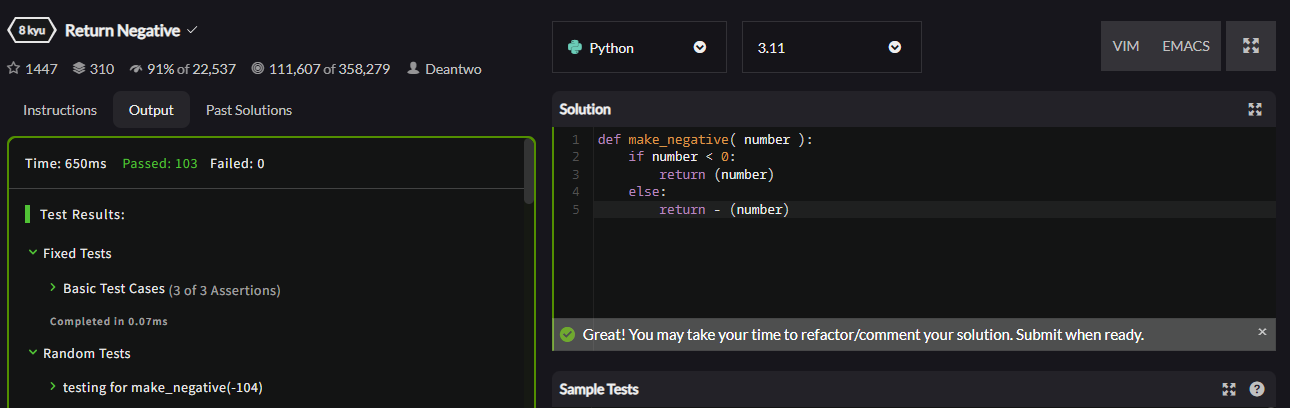 8 kyu Return Negative
1447 310 91% of 22,537 111,607 of 358,279 Deantwo
Instructions Output Past Solutions
Time: 650ms Passed: 103 Failed: 0
Test Results:
Fixed Tests
Basic Test Cases (3 of 3 Assertions)
Completed in 0.07ms
Random Tests
testing for make_negative(-104)
Python 3.11 VIM EMACS
Solution
1 def make_negative( number ):
2     if number < 0:
3         return (number)
4     else:
5         return - (number)
Great! You may take your time to refactor/comment your solution. Submit when ready. ×
Sample Tests ?